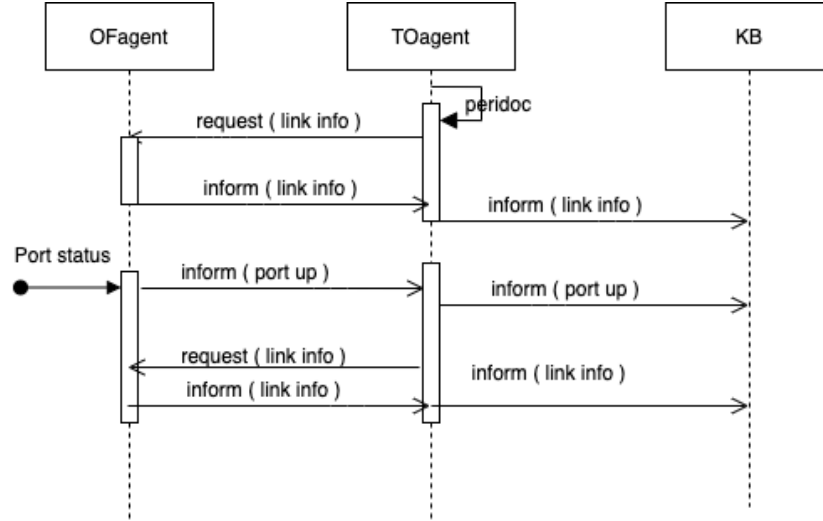 OFagent
TOagent
KB
peridoc
request ( link info )
inform ( link info )
inform ( link info )
Port status
inform ( port up )
inform ( port up )
request ( link info )
inform ( link info )
inform ( link info )